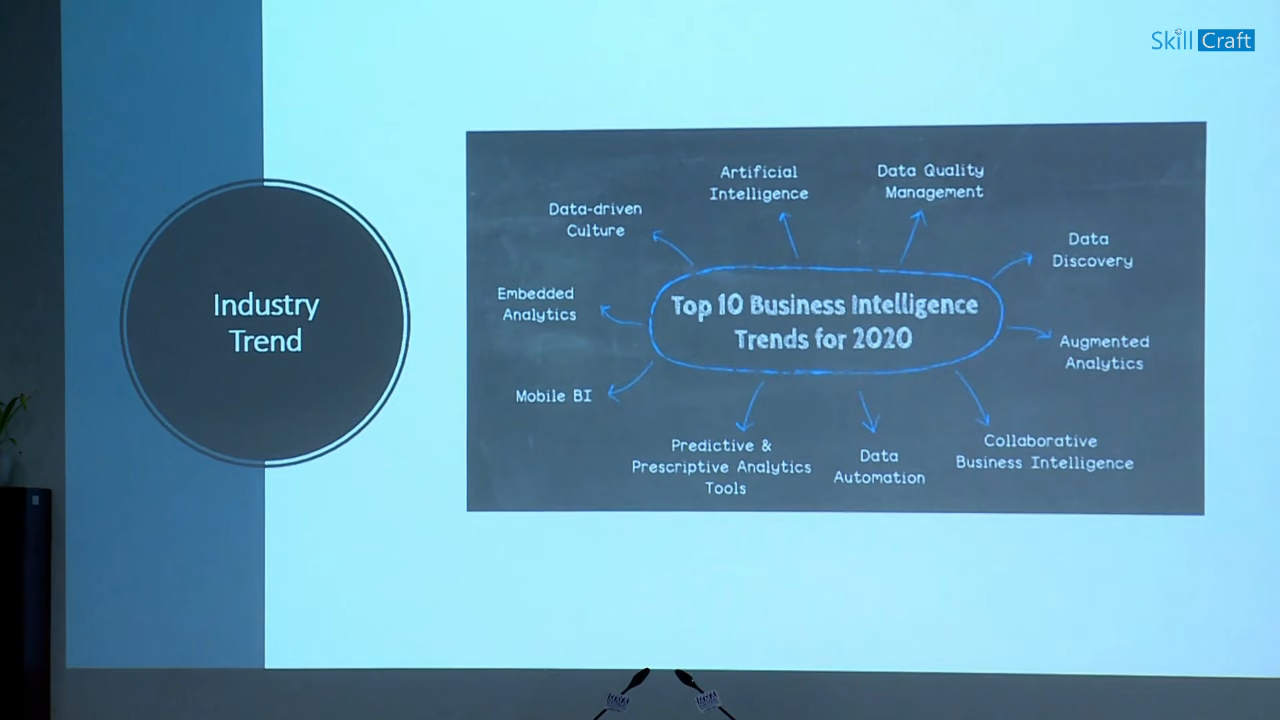 Skill Craft
Industry
Trend
Artificial
Intelligence
Data Quality
Management
Data-driven
Culture
Data
Discovery
Embedded
Analytics
Top 10 Business Intelligence
Trends for 2020
Augmented
Analytics
Mobile BI
Predictive &
Prescriptive Analytics
Tools
Data
Automation
Collaborative
Business Intelligence